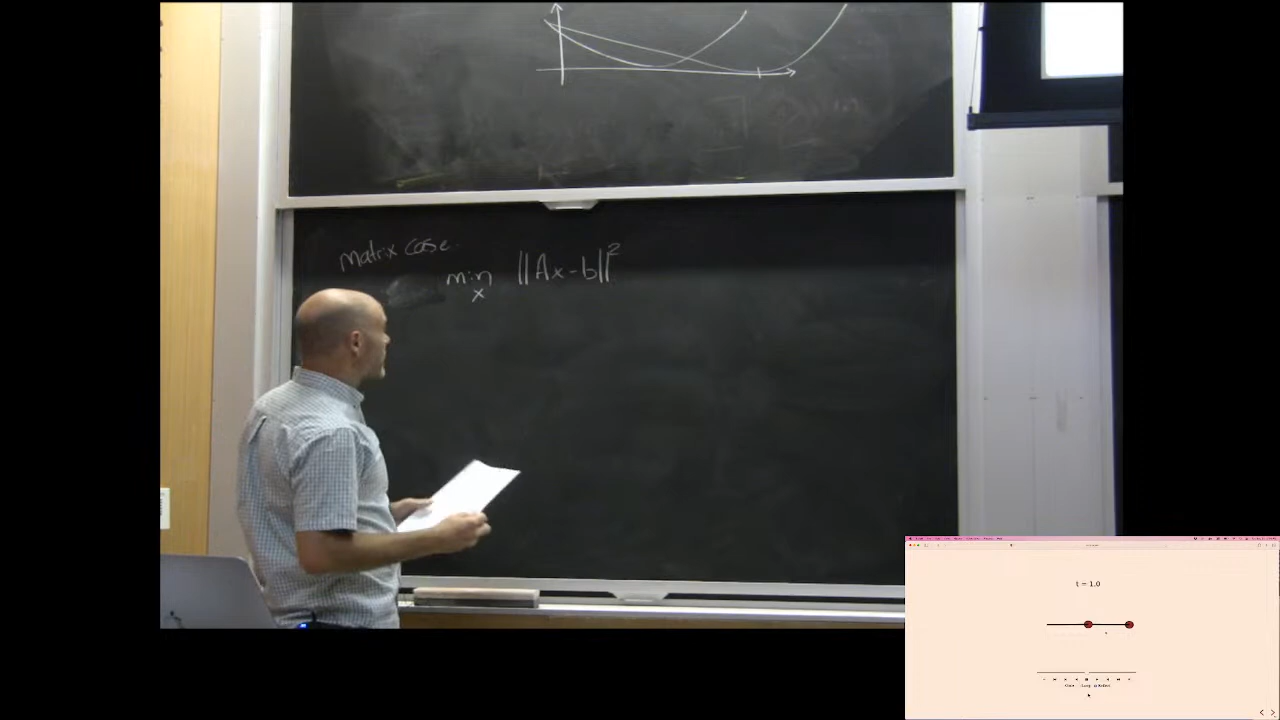 Matrix case.
min ||Ax-b||²
x
t = 1.0